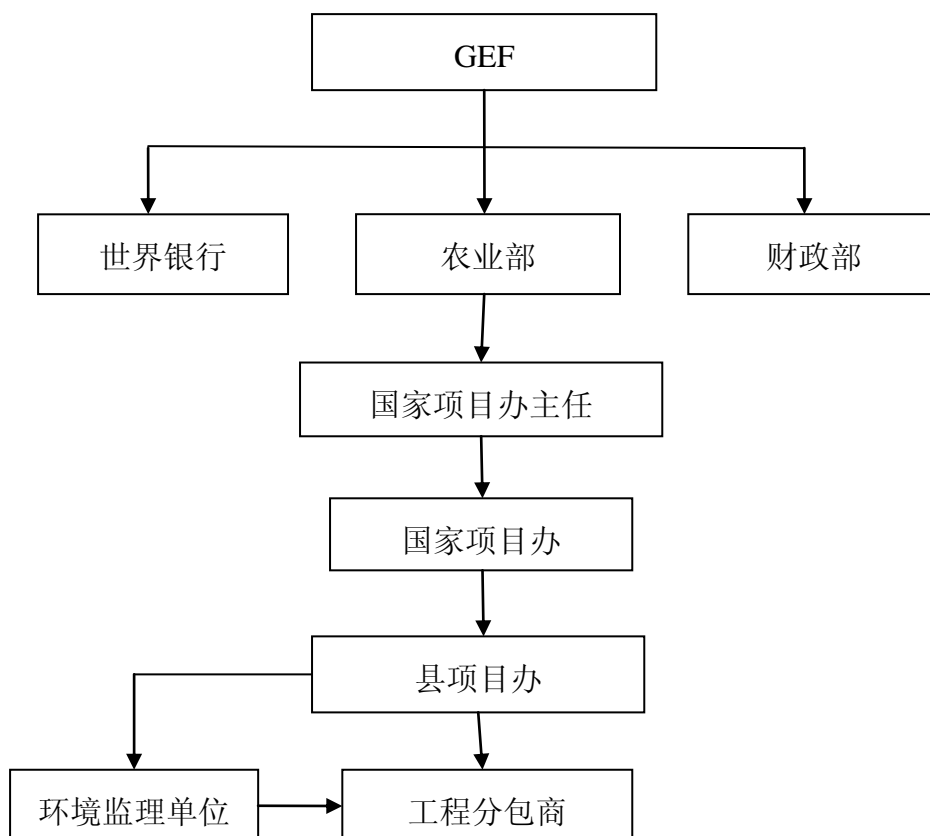 GEF
世界银行
农业部
财政部
国家项目办主任
国家项目办
县项目办
环境监理单位
工程分包商